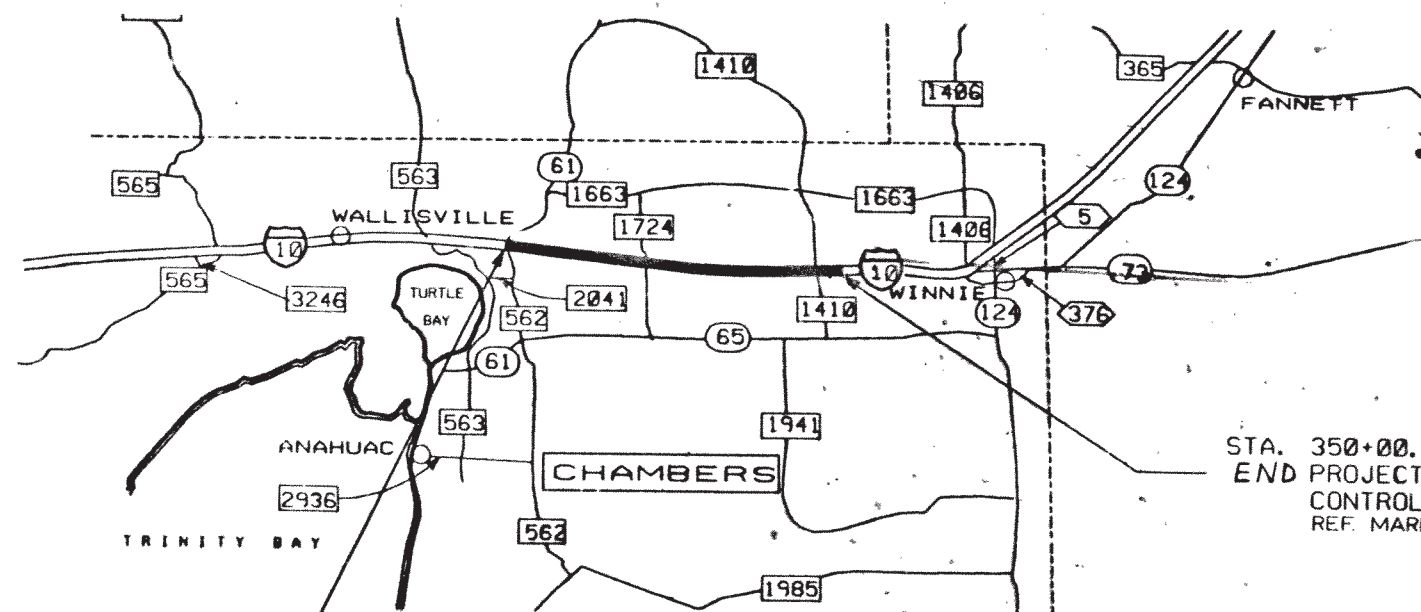 1410
365
1406
FANNETT
61
563
565
124
1663
1663
WALLISVILLE
1724
5
1406
10
10
73
565
3246
TURTLE
BAY
2041
WINNIE
562
1410
124
376
65
61
563
1941
ANAHUAC
CHAMBERS
STA. 350+00.
END PROJECT
CONTROL
2936
REF.
562
TRINITY BAY
1985